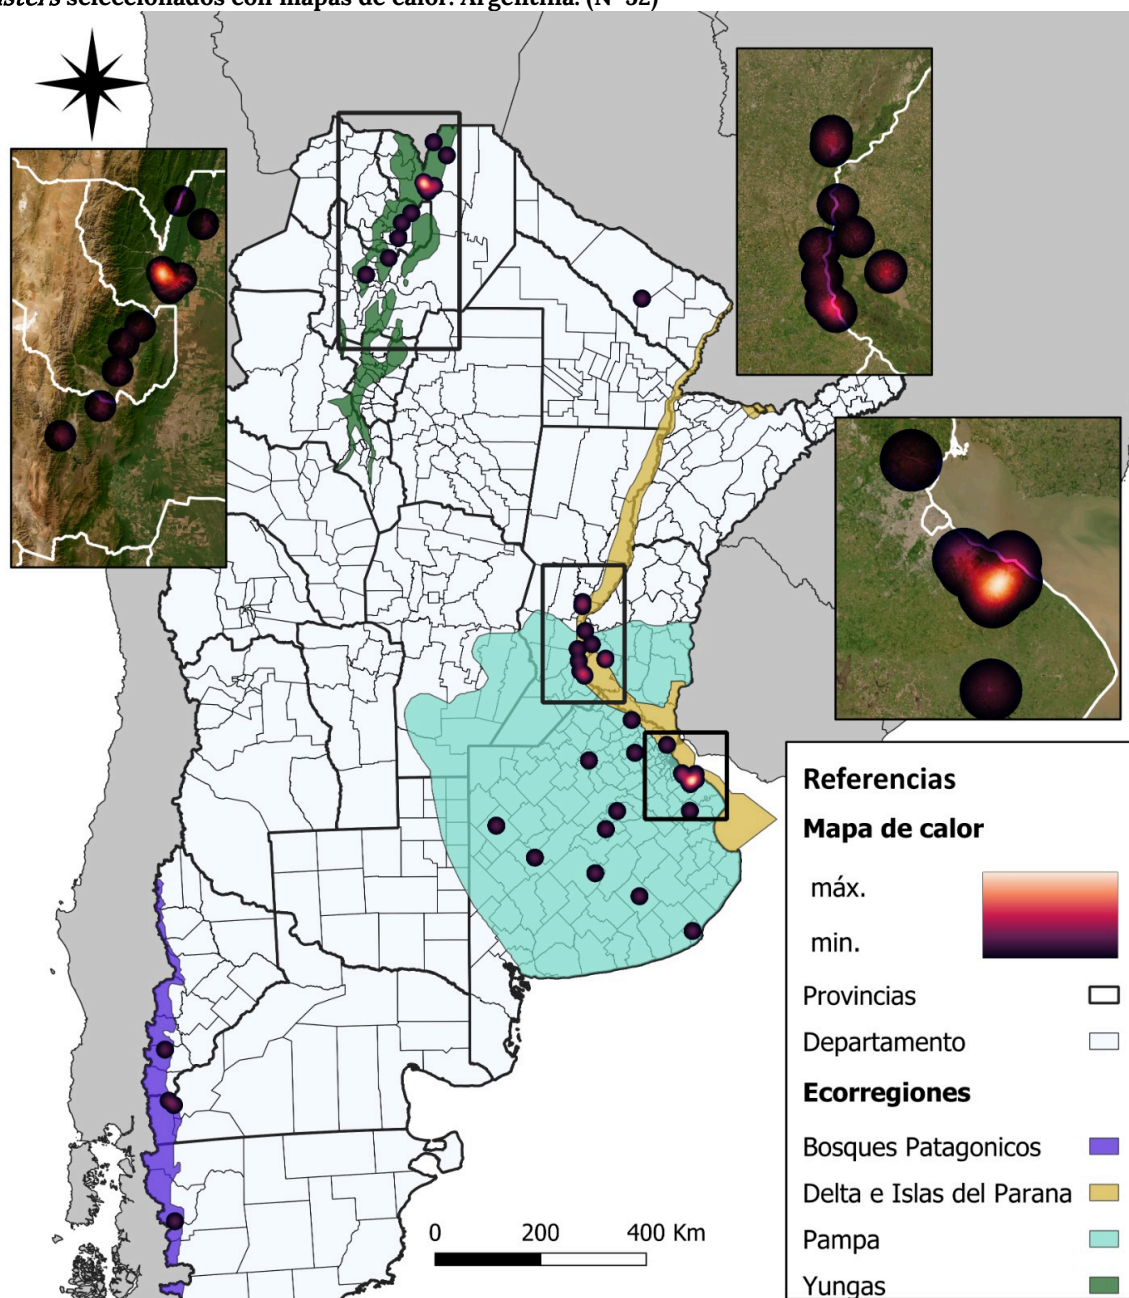 seleccionados con mapas de calor. Argentina. (N=32)
Referencias
Mapa de calor
máx.
min.
Provincias
Departamento
Ecorregiones
Bosques Patagonicos
Delta e Islas del Parana
Pampa
Yungas
0 200 400 Km